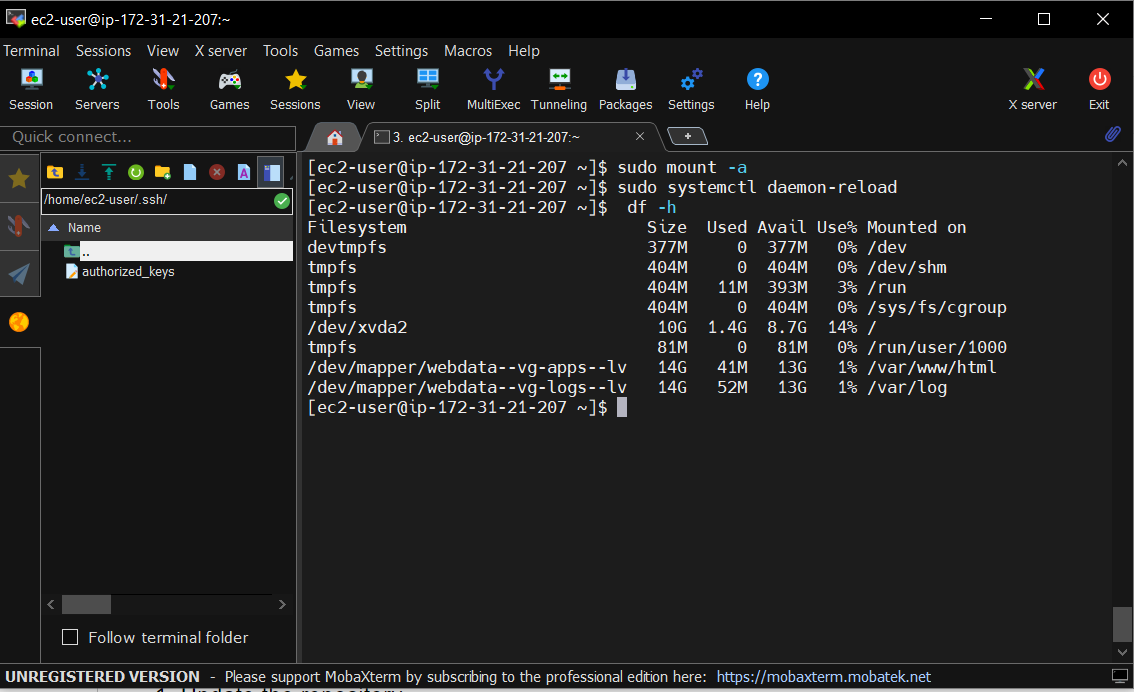 ec2-user@ip-172-31-21-207:~
Terminal Sessions View X server Tools Games Settings Macros Help
Session Servers Tools Games Sessions View Split MultiExec Tunneling Packages Settings Help X server Exit
Quick connect...
3. ec2-user@ip-172-31-21-207:~
/home/ec2-user/.ssh/
Name
..
authorized_keys
Follow terminal folder
[ec2-user@ip-172-31-21-207 ~]$ sudo mount -a
[ec2-user@ip-172-31-21-207 ~]$ sudo systemctl daemon-reload
[ec2-user@ip-172-31-21-207 ~]$  df -h
Filesystem                        Size  Used Avail Use% Mounted on
devtmpfs                          377M     0  377M   0% /dev
tmpfs                             404M     0  404M   0% /dev/shm
tmpfs                             404M   11M  393M   3% /run
tmpfs                             404M     0  404M   0% /sys/fs/cgroup
/dev/xvda2                         10G  1.4G  8.7G  14% /
tmpfs                              81M     0   81M   0% /run/user/1000
/dev/mapper/webdata--vg-apps--lv   14G   41M   13G   1% /var/www/html
/dev/mapper/webdata--vg-logs--lv   14G   52M   13G   1% /var/log
[ec2-user@ip-172-31-21-207 ~]$
UNREGISTERED VERSION - Please support MobaXterm by subscribing to the professional edition here: https://mobaxterm.mobatek.net
1. Update the repository